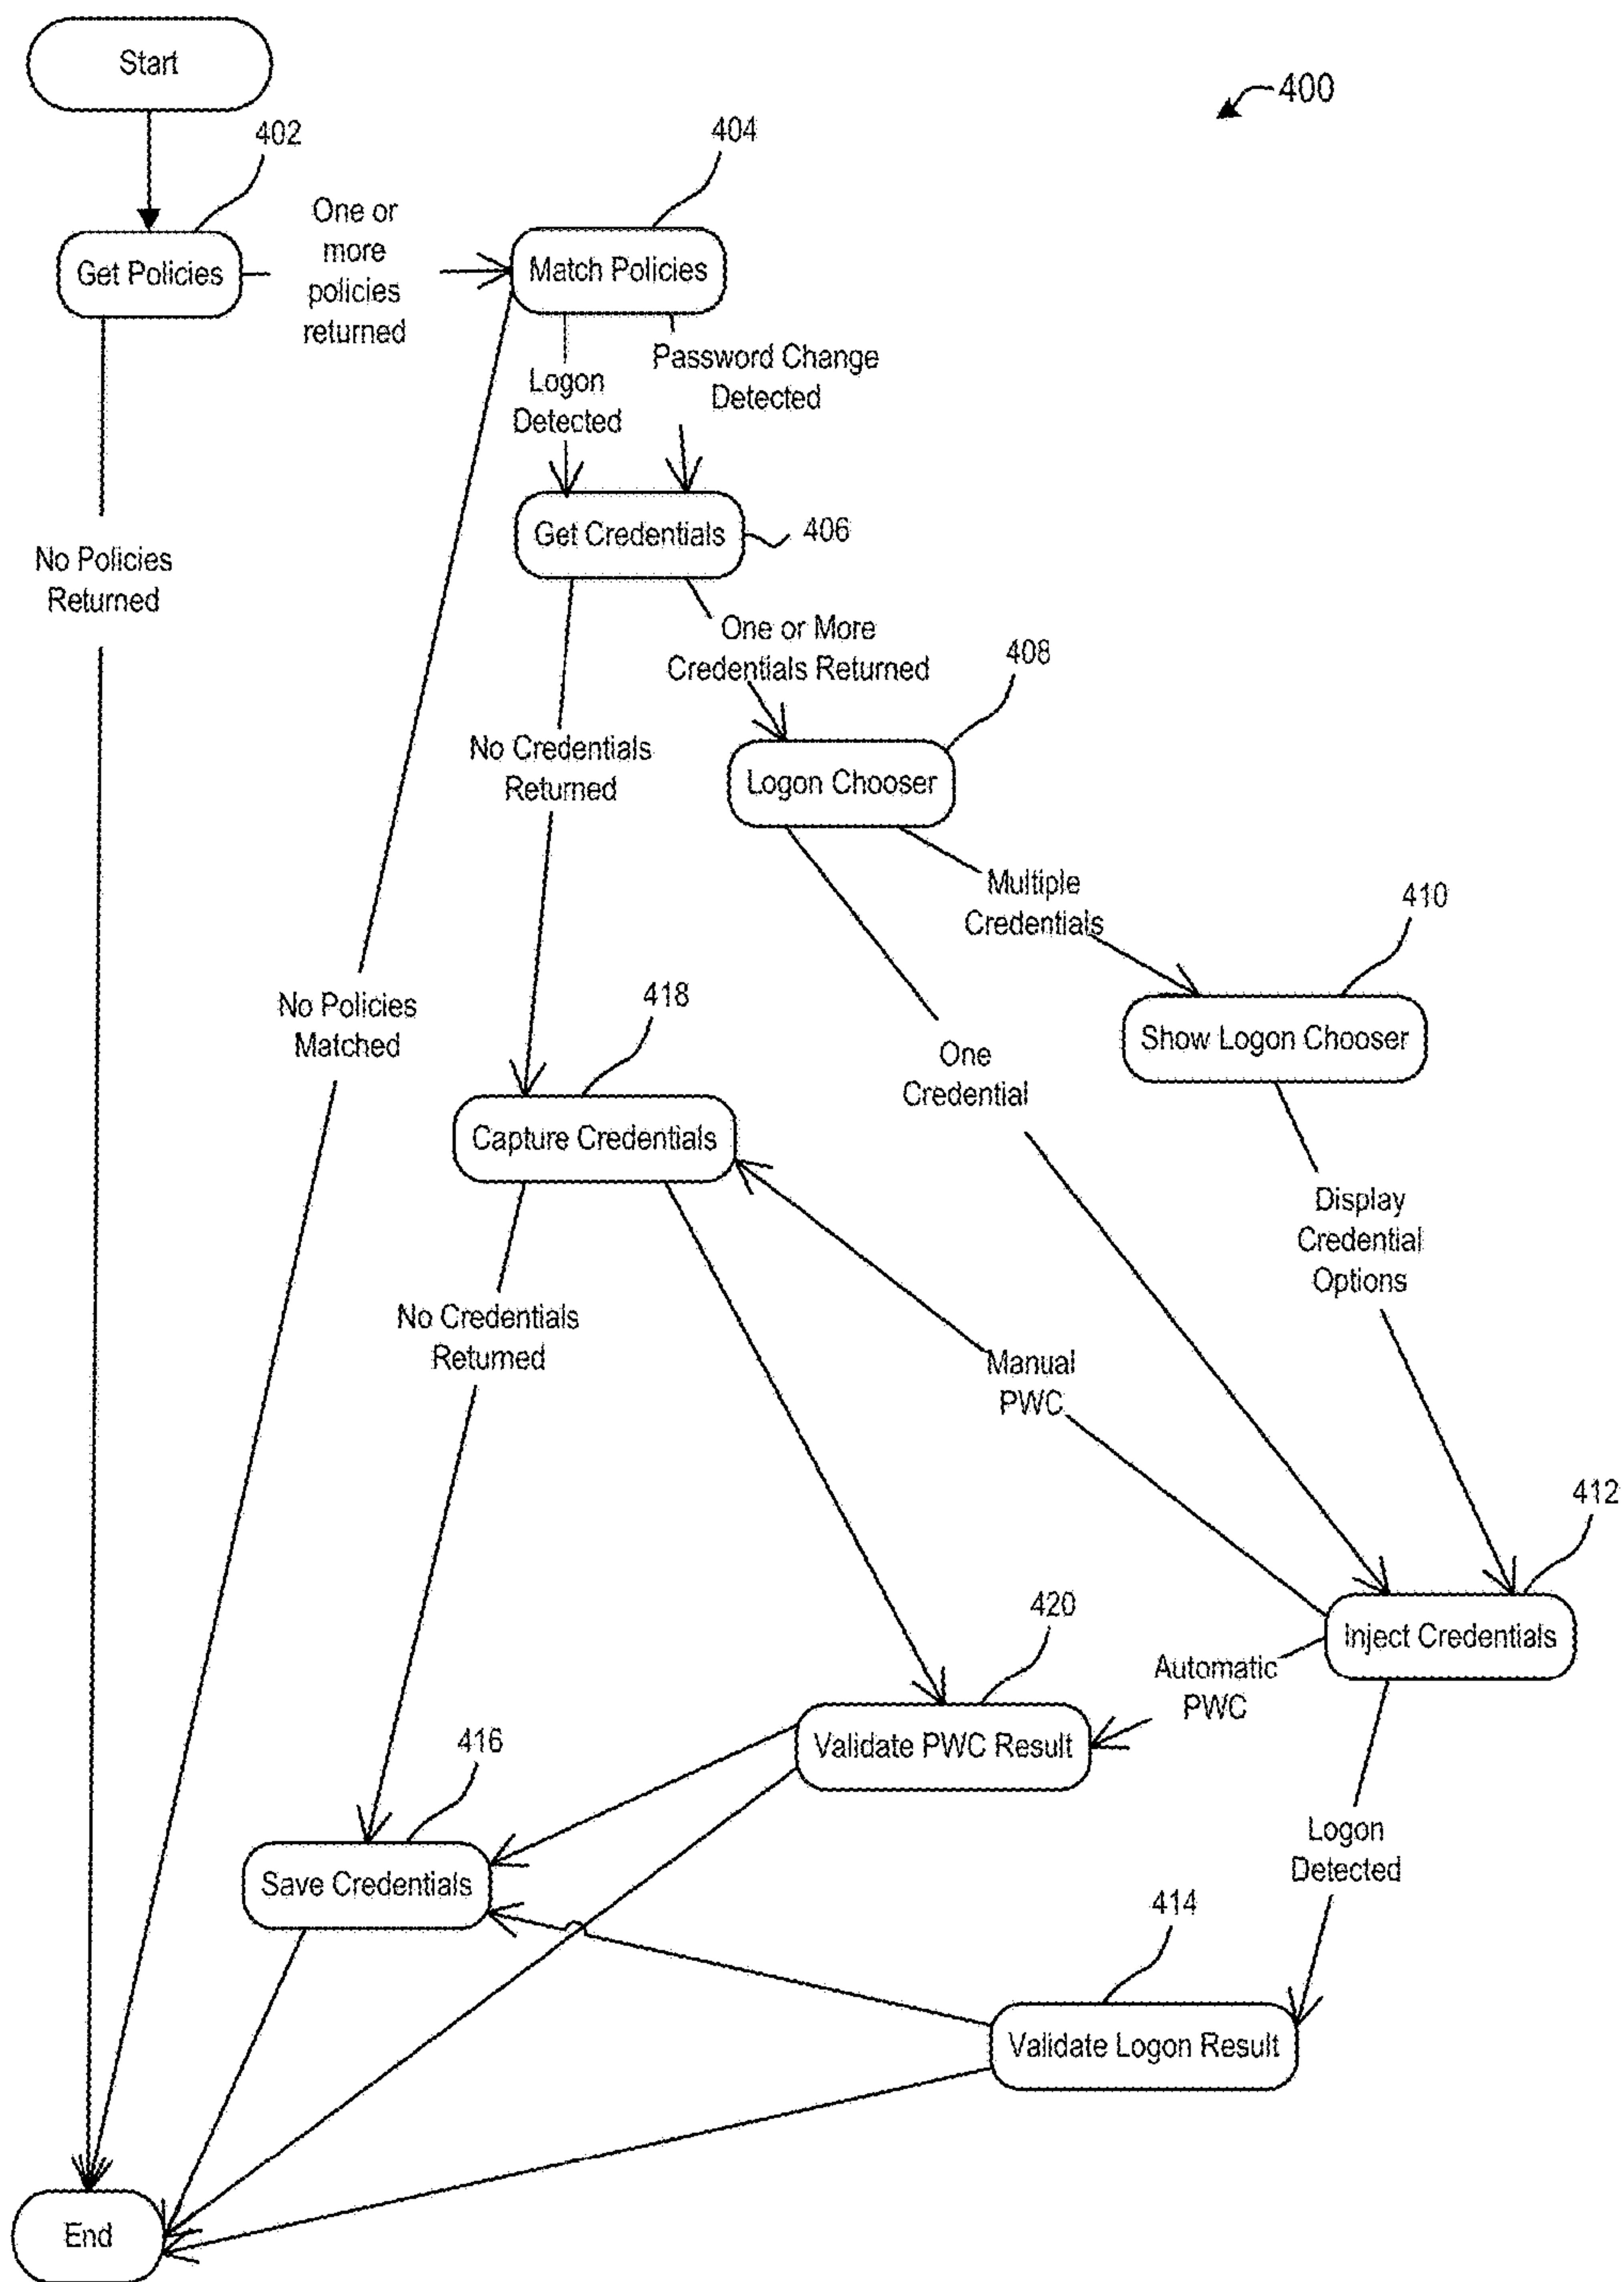 Start
400
402
404
One or
more
policies
returned
Get Policies
Match Policies
Logon
Detected
Password Change
Detected
Get Credentials
406
No Policies
Returned
One or More
Credentials Returned
408
No Credentials
Returned
Logon Chooser
Multiple
Credentials
410
No Policies
Matched
418
Show Logon Chooser
One
Credential
Capture Credentials
Display
Credential
Options
No Credentials
Returned
Manual
PWC
412
420
Inject Credentials
Automatic
PWC
416
Validate PWC Result
Logon
Detected
Save Credentials
414
Validate Logon Result
End